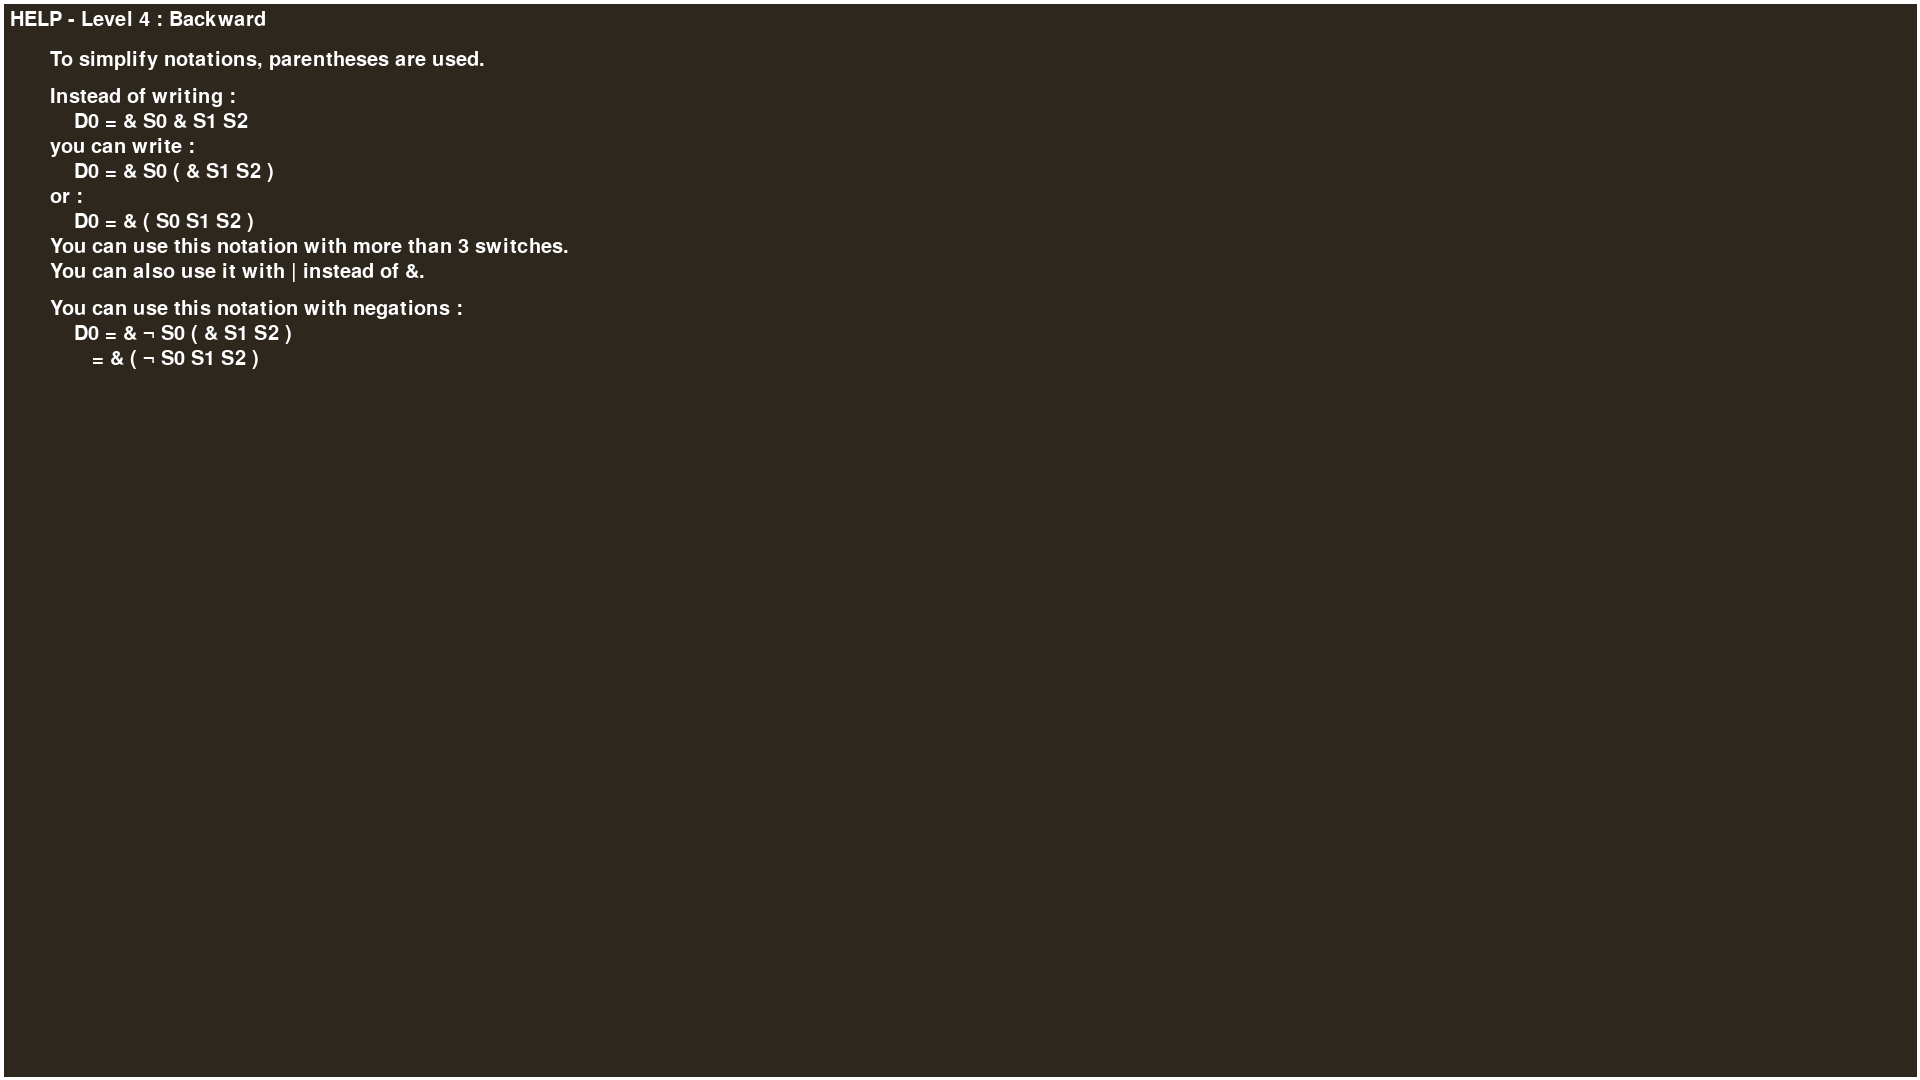 HELP - Level 4 : Backward
To simplify notations, parentheses are used.
Instead of writing :
D0 = & S0 & S1 S2
you can write :
D0 = & S0 ( & S1 S2 )
or :
D0 = & ( S0 S1 S2 )
You can use this notation with more than 3 switches.
You can also use it with | instead of &.
You can use this notation with negations :
D0 = & ¬ S0 ( & S1 S2 )
= & ( ¬ S0 S1 S2 )